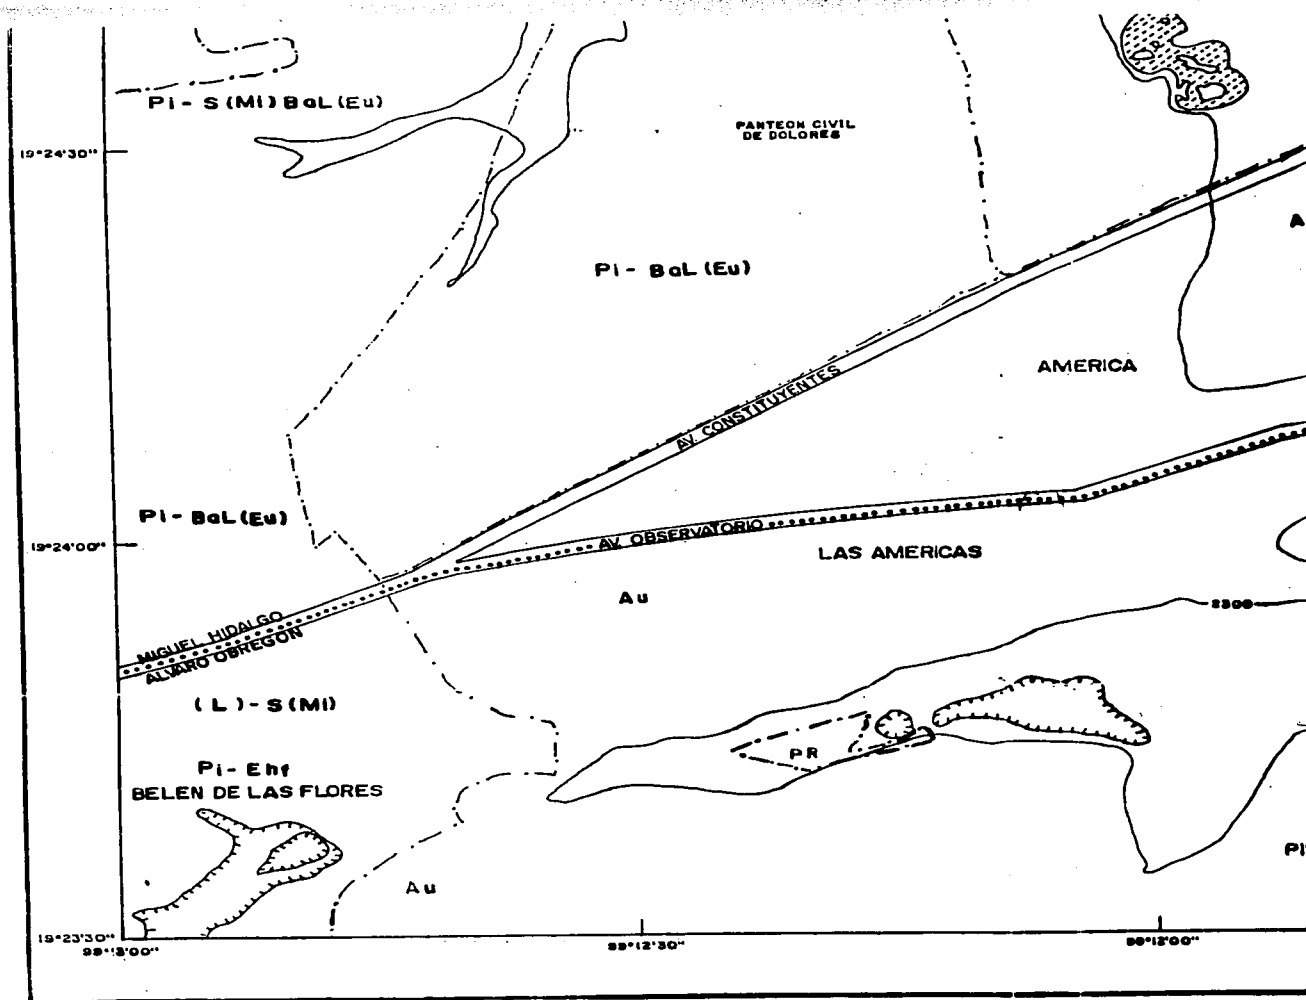 Pi- S(Mi) BaL(Eu)
PANTEON CIVIL
DE DOLORES
19°24'30"
A
Pi- BaL(Eu)
AMERICA
AV. CONSTITUYENTES
Pi- BaL(Eu)
AV. OBSERVATORIO
19°24'00"
LAS AMERICAS
Au
2300
MIGUEL HIDALGO
ALVARO OBREGON
(L)-S(Mi)
PR
Pi-Ehf
BELEN DE LAS FLORES
Pi
Au
19°23'30"
99°13'00"
99°12'30"
99°12'00"